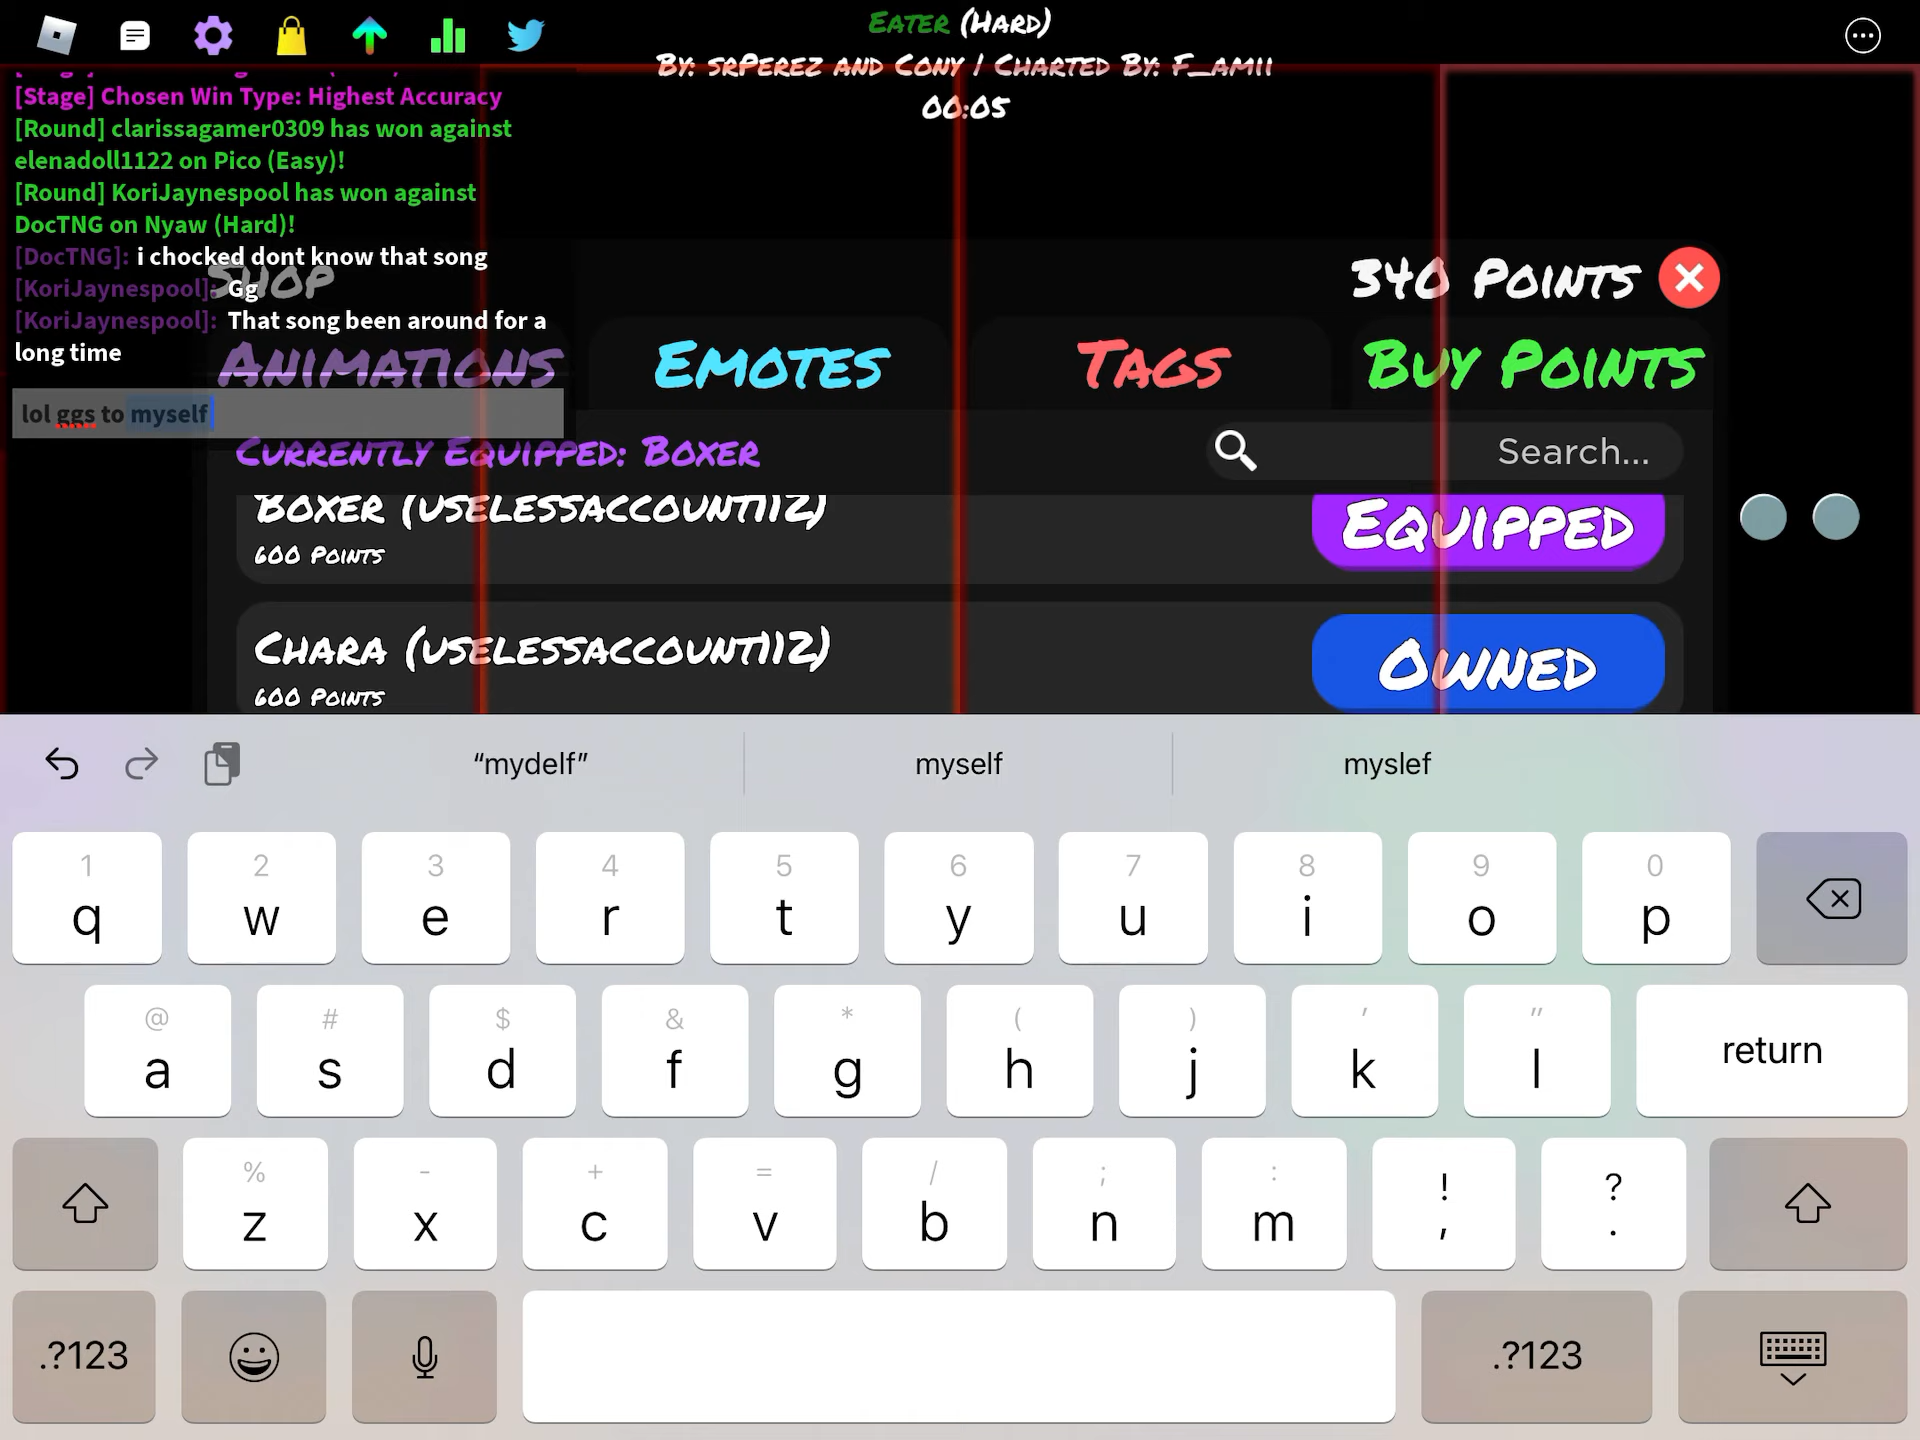 Eater (Hard)
By: srPerez and Cony | Charted By: F_amii
00:05
[Stage] Chosen Win Type: Highest Accuracy
[Round] clarissagamer0309 has won against
elenadoll1122 on Pico (Easy)!
[Round] KoriJaynespool has won against
DocTNG on Nyaw (Hard)!
[DocTNG]: i chocked dont know that song
[KoriJaynespool]: Gg
[KoriJaynespool]: That song been around for a
long time
lol ggs to myself
Shop
340 Points
Animations Emotes Tags Buy Points
Currently Equipped: Boxer
Search...
Boxer (uselessaccount112)
600 Points
Equipped
Chara (uselessaccount112)
600 Points
Owned
“mydelf” myself myslef
1 2 3 4 5 6 7 8 9 0
q w e r t y u i o p
@ # $ & * ( ) ' "
a s d f g h j k l return
% - + = / ; : ! ?
z x c v b n m , .
.?123 .?123